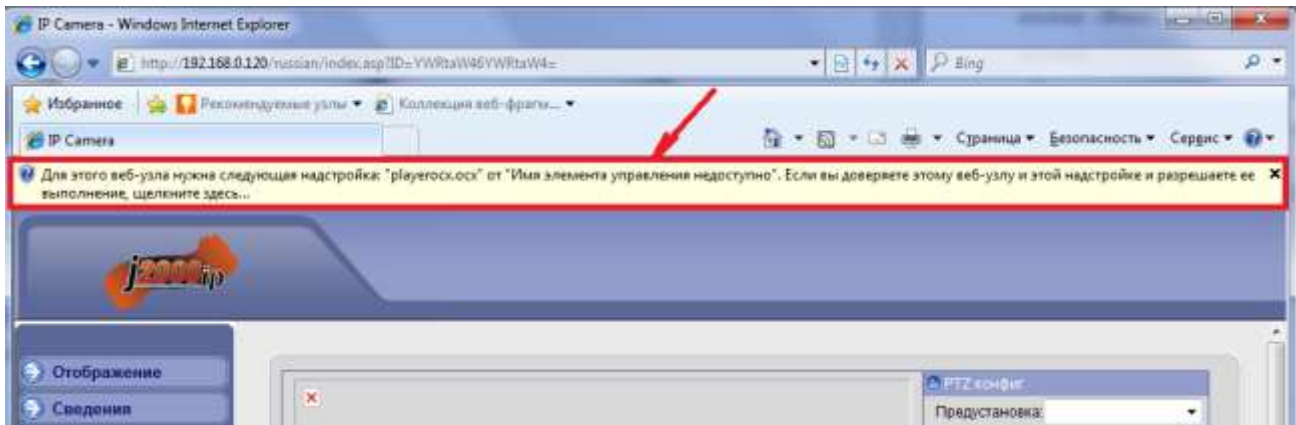 IP Camera - Windows Internet Explorer
http://192.168.0.120/russian/index.asp?ID=YWRtaW46YWRtaW4=
Bing
Избранное Рекомендуемые узлы Коллекция веб-фрагм...
IP Camera
Страница Безопасность Сервис
Для этого веб-узла нужна следующая надстройка: "playerocx.ocx" от "Имя элемента управления недоступно". Если вы доверяете этому веб-узлу и этой надстройке и разрешаете ее
выполнение, щелкните здесь...
j2000ip
Отображение
PTZ конфиг
Сведения
Предустановка: